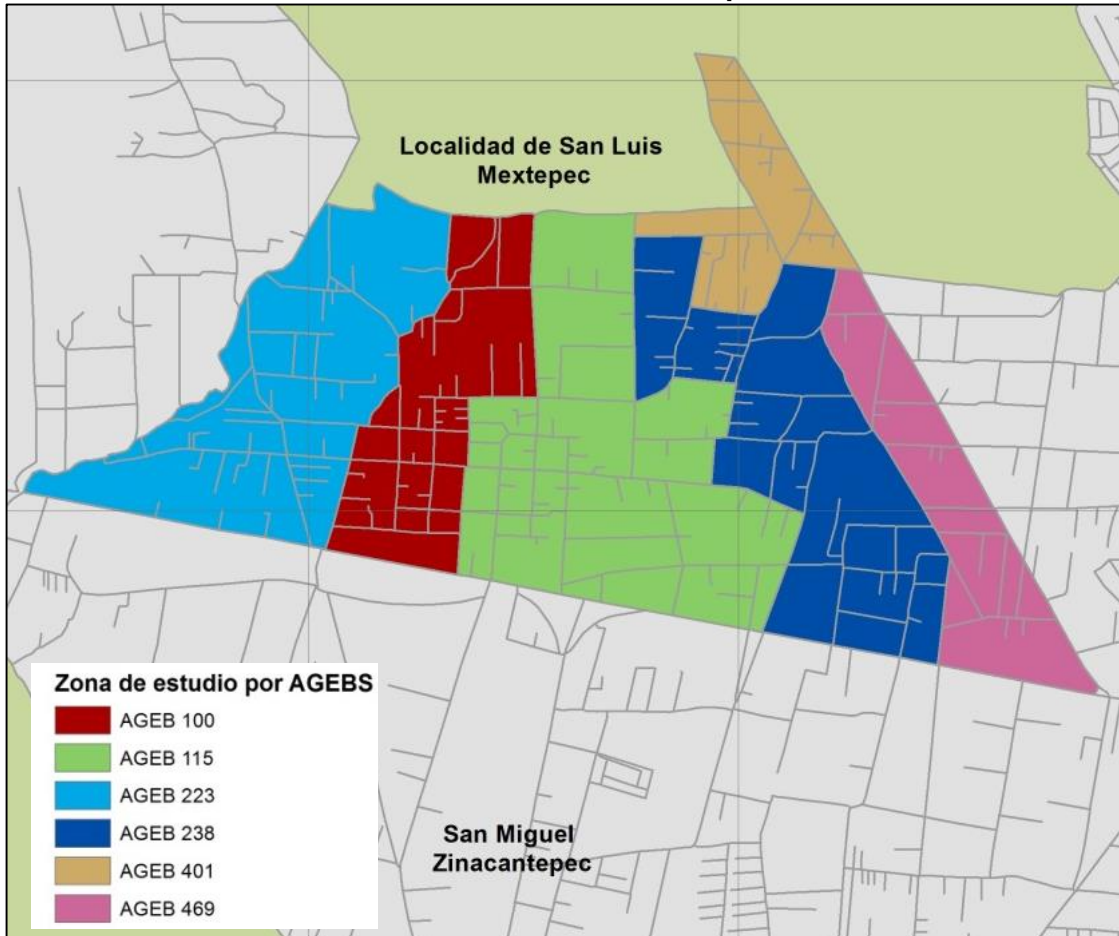 Localidad de San Luis
Mextepec
Zona de estudio por AGEBS
AGEB 100
AGEB 115
AGEB 223
AGEB 238
AGEB 401
AGEB 469
San Miguel
Zinacantepec